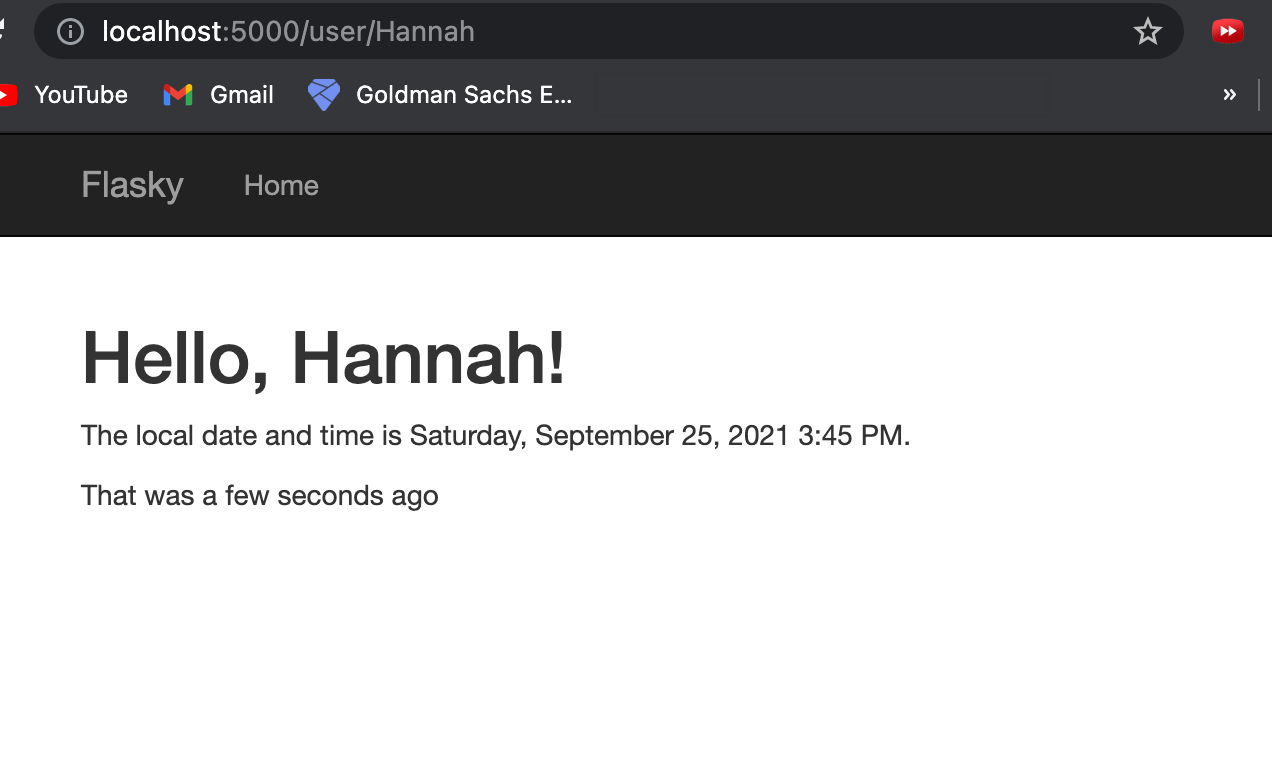 localhost:5000/user/Hannah
YouTube Gmail Goldman Sachs E... »
Flasky Home
Hello, Hannah!
The local date and time is Saturday, September 25, 2021 3:45 PM.
That was a few seconds ago